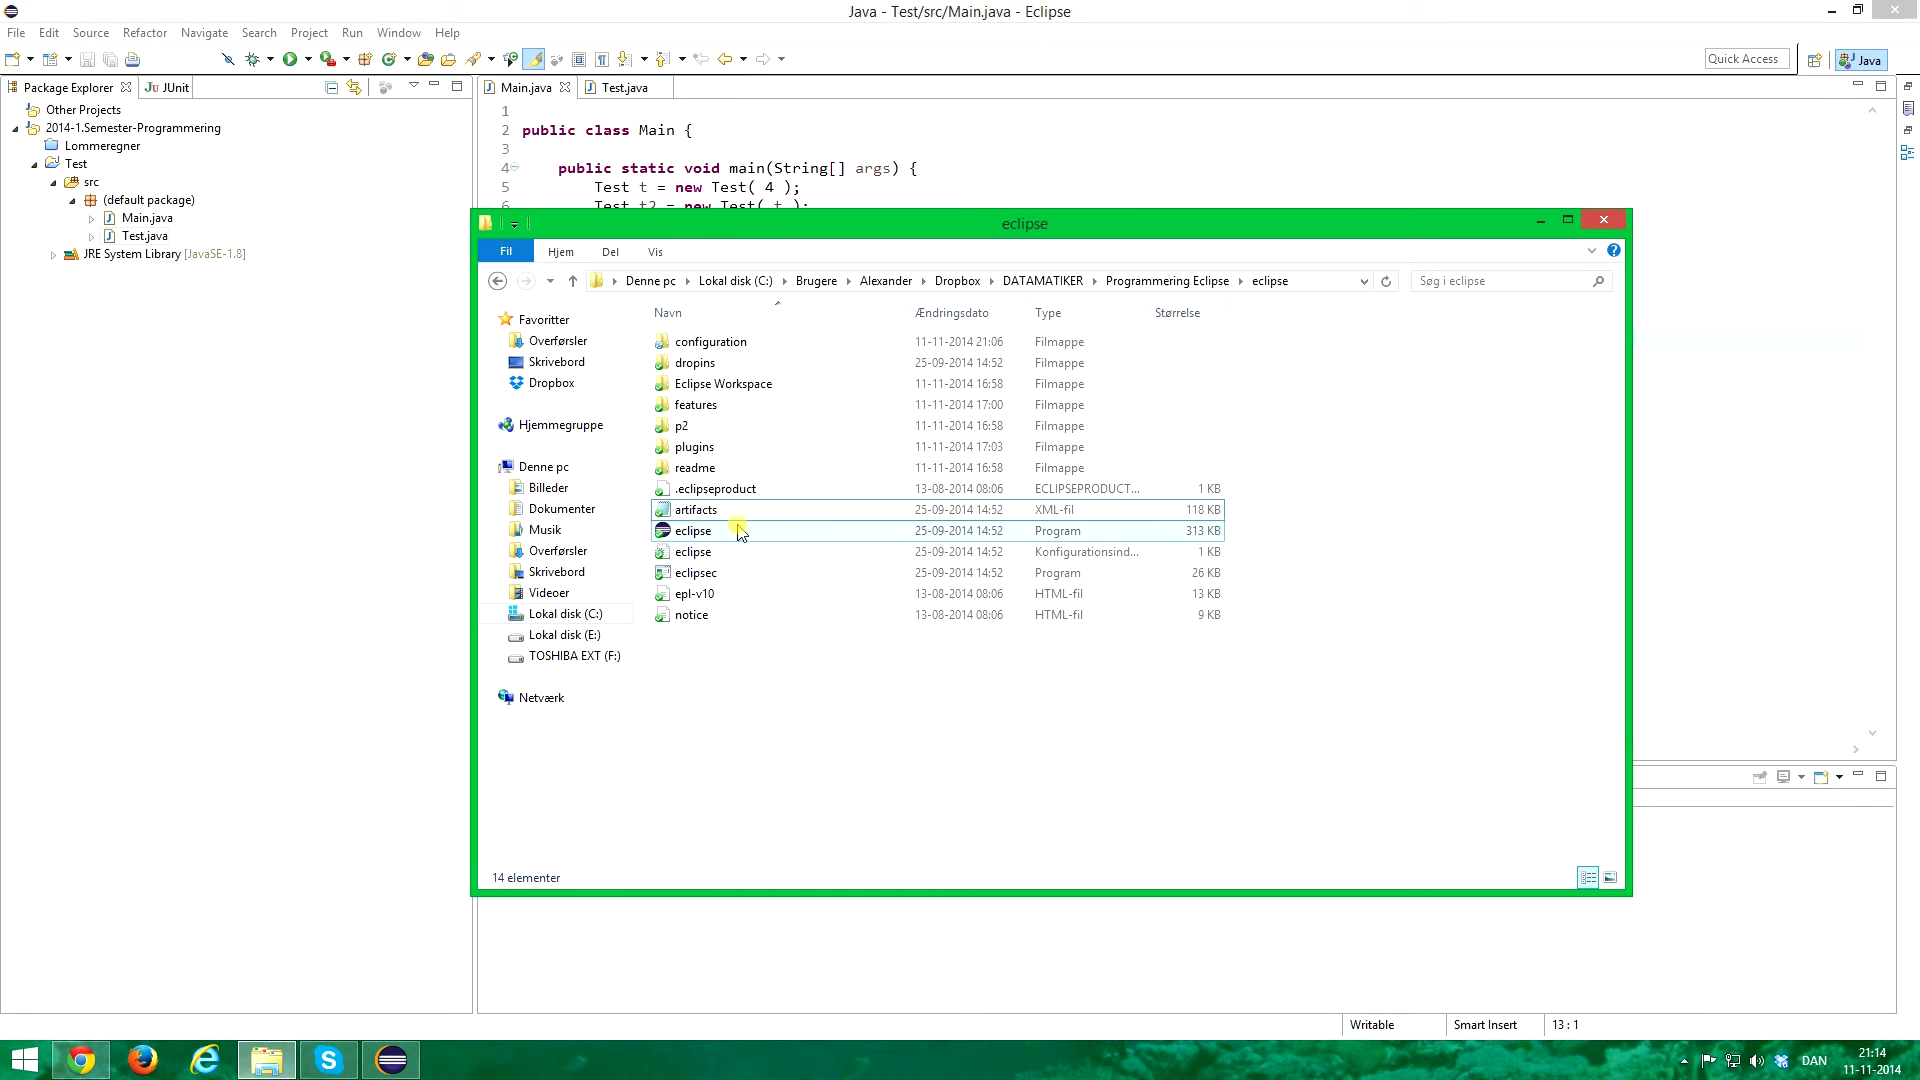 Java - Test/src/Main.java - Eclipse
File Edit Source Refactor Navigate Search Project Run Window Help
Quick Access
Java
Package Explorer
JUnit
Other Projects
2014-1.Semester-Programmering
Lommeregner
Test
src
(default package)
Main.java
Test.java
JRE System Library [JavaSE-1.8]
Main.java
Test.java
1
2 public class Main {
3
4 public static void main(String[] args) {
5 Test t = new Test( 4 );
6 Test t2 = new Test( t );
eclipse
Fil Hjem Del Vis
Denne pc Lokal disk (C:) Brugere Alexander Dropbox DATAMATIKER Programmering Eclipse eclipse
Søg i eclipse
Favoritter
Overførsler
Skrivebord
Dropbox
Hjemmegruppe
Denne pc
Billeder
Dokumenter
Musik
Overførsler
Skrivebord
Videoer
Lokal disk (C:)
Lokal disk (E:)
TOSHIBA EXT (F:)
Netværk
Navn Ændringsdato Type Størrelse
configuration 11-11-2014 21:06 Filmappe
dropins 25-09-2014 14:52 Filmappe
Eclipse Workspace 11-11-2014 16:58 Filmappe
features 11-11-2014 17:00 Filmappe
p2 11-11-2014 16:58 Filmappe
plugins 11-11-2014 17:03 Filmappe
readme 11-11-2014 16:58 Filmappe
.eclipseproduct 13-08-2014 08:06 ECLIPSEPRODUCT... 1 KB
artifacts 25-09-2014 14:52 XML-fil 118 KB
eclipse 25-09-2014 14:52 Program 313 KB
eclipse 25-09-2014 14:52 Konfigurationsind... 1 KB
eclipsec 25-09-2014 14:52 Program 26 KB
epl-v10 13-08-2014 08:06 HTML-fil 13 KB
notice 13-08-2014 08:06 HTML-fil 9 KB
14 elementer
Writable Smart Insert 13 : 1
DAN
21:14
11-11-2014